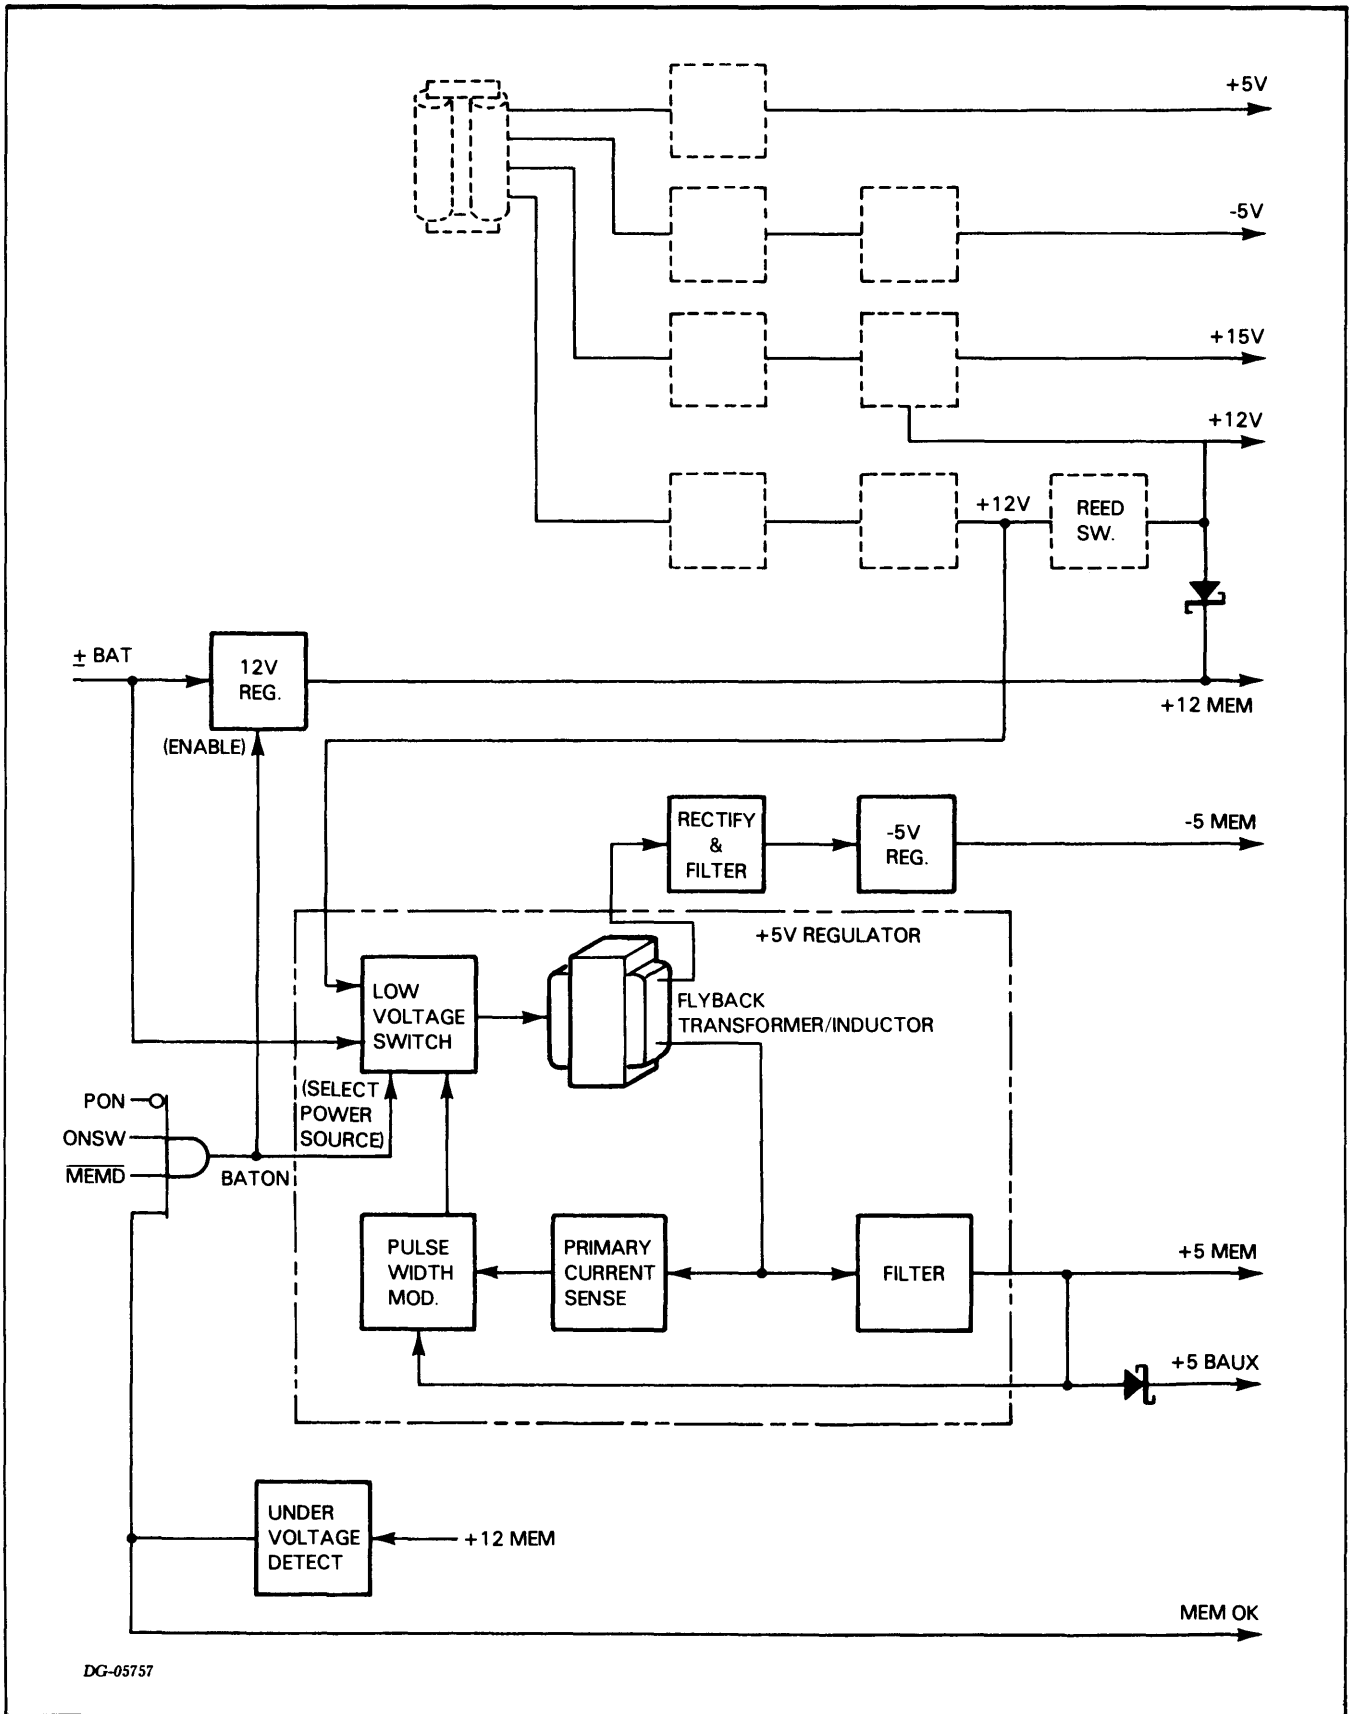 +5V
-5V
+15V
+12V
+12V
REED
SW.
± BAT
12V
REG.
+12 MEM
(ENABLE)
RECTIFY
&
FILTER
-5V
REG.
-5 MEM
+5V REGULATOR
LOW
VOLTAGE
SWITCH
FLYBACK
TRANSFORMER/INDUCTOR
(SELECT
POWER
SOURCE)
PON
ONSW
MEMD
BATON
PULSE
WIDTH
MOD.
PRIMARY
CURRENT
SENSE
FILTER
+5 MEM
+5 BAUX
UNDER
VOLTAGE
DETECT
+12 MEM
MEM OK
DG-05757